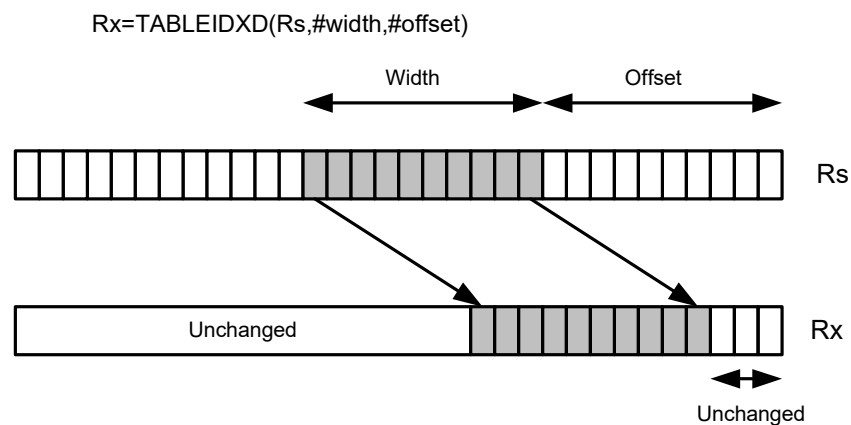 Rx=TABLEIDXD(Rs,#width,#offset)
Width
Offset
Rs
Unchanged
Rx
Unchanged